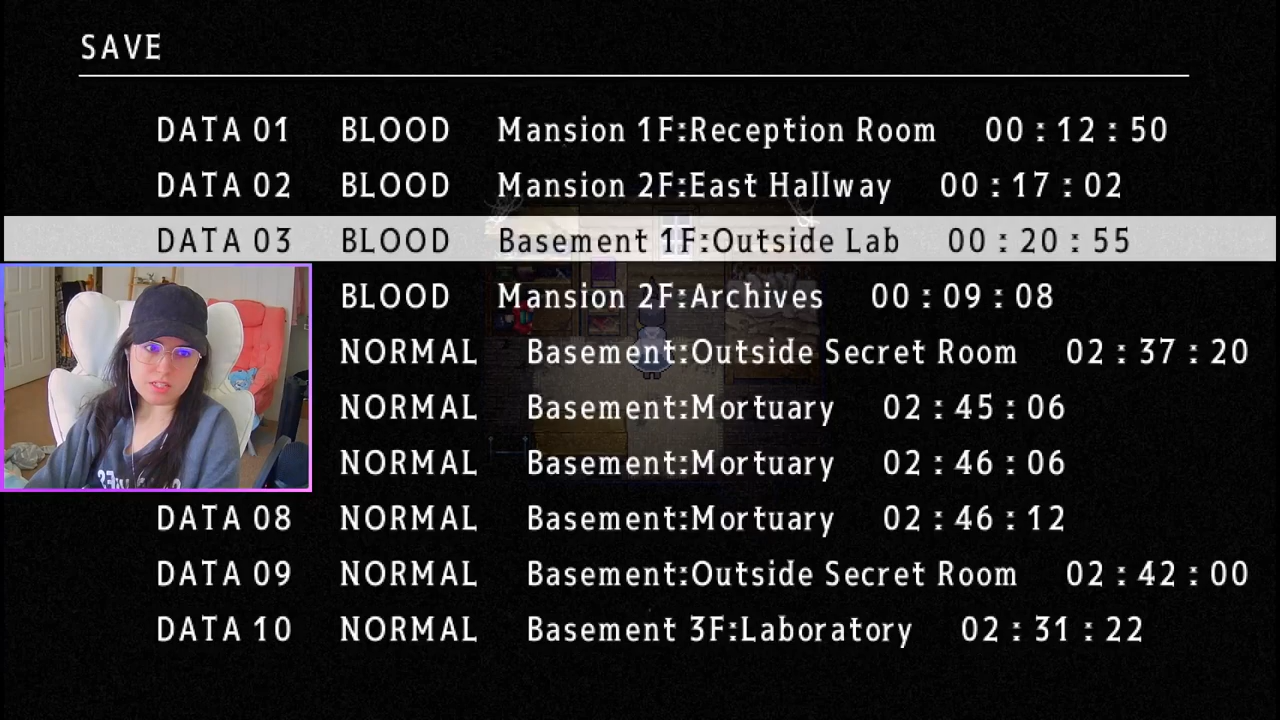 SAVE
DATA 01 BLOOD Mansion 1F:Reception Room 00:12:50
DATA 02 BLOOD Mansion 2F:East Hallway 00:17:02
DATA 03 BLOOD Basement 1F:Outside Lab 00:20:55
BLOOD Mansion 2F:Archives 00:09:08
NORMAL Basement:Outside Secret Room 02:37:20
NORMAL Basement:Mortuary 02:45:06
NORMAL Basement:Mortuary 02:46:06
DATA 08 NORMAL Basement:Mortuary 02:46:12
DATA 09 NORMAL Basement:Outside Secret Room 02:42:00
DATA 10 NORMAL Basement 3F:Laboratory 02:31:22